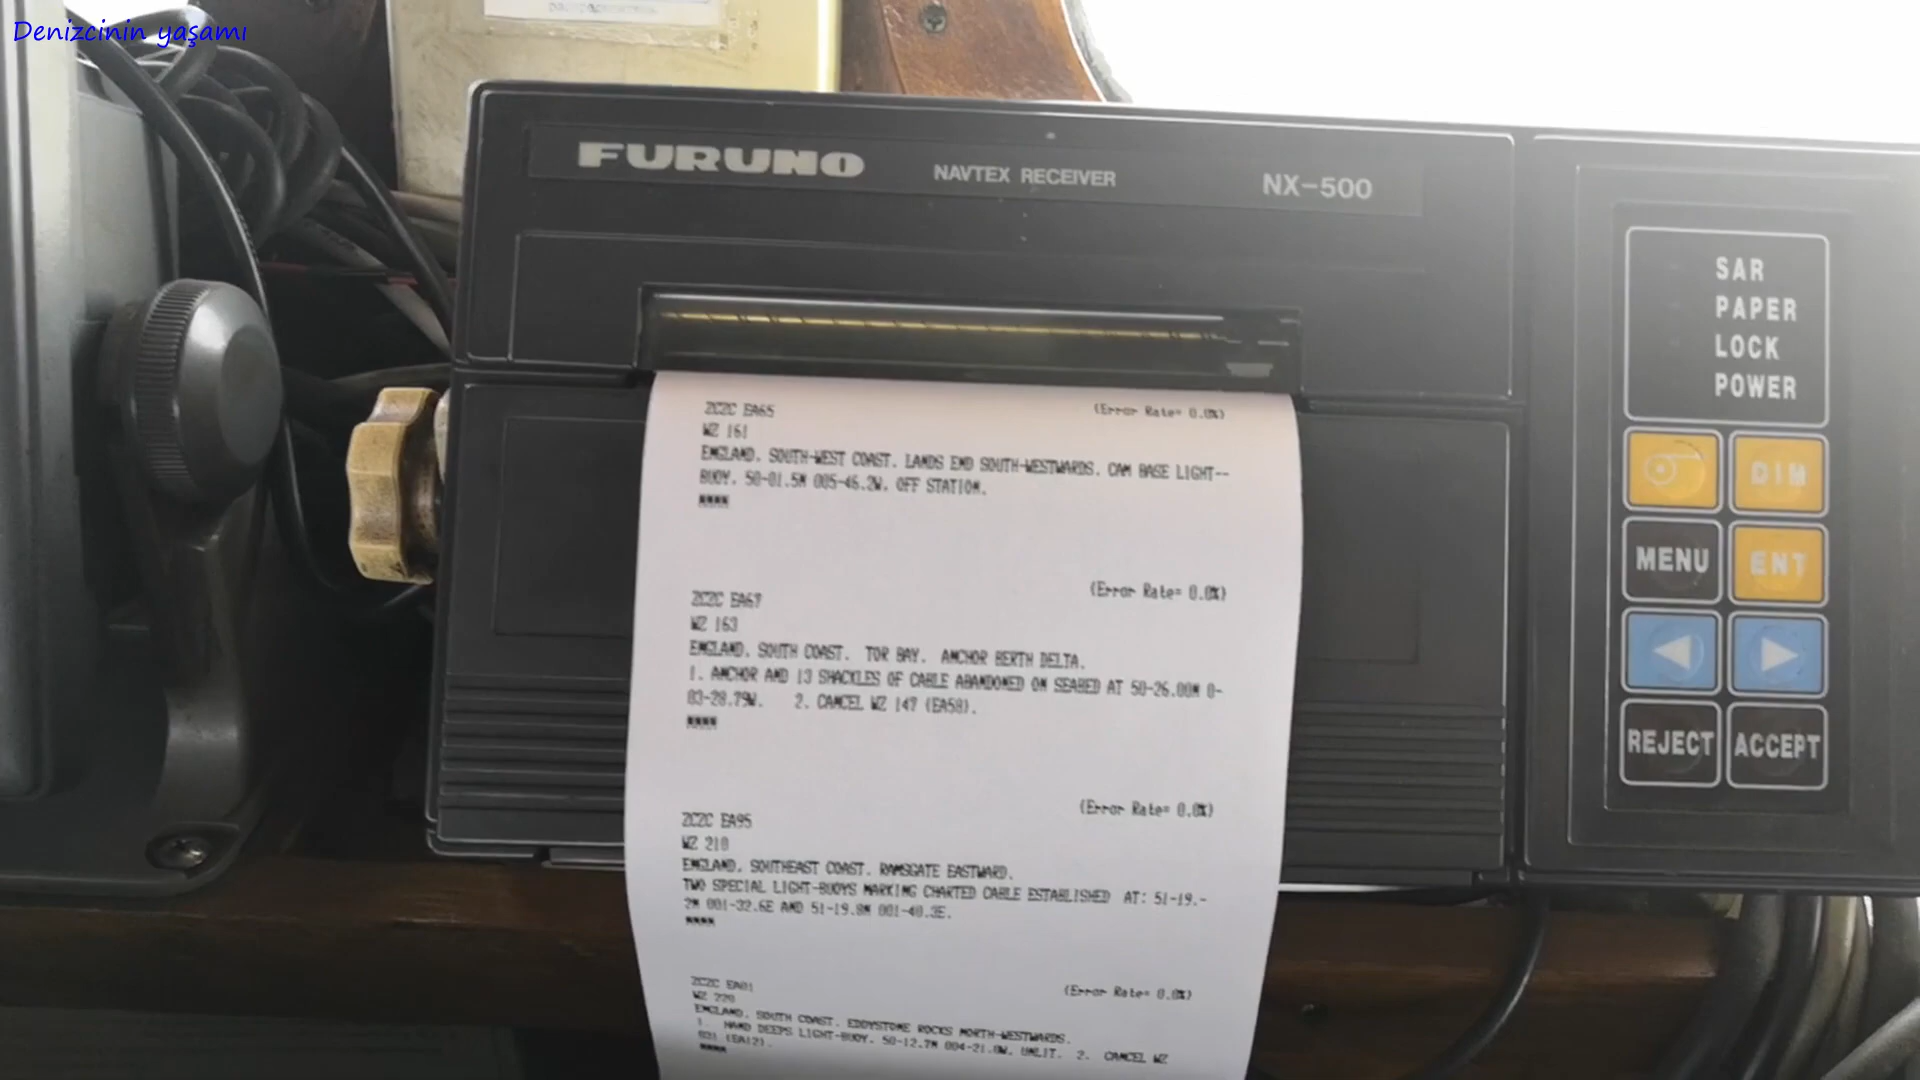 Denizcinin yaşamı
FURUNO NAVTEX RECEIVER NX-500
SAR
PAPER
LOCK
POWER
DIM
MENU ENT
REJECT ACCEPT
ZCZC EA65 (Error Rate= 0.0%)
WZ 161
ENGLAND. SOUTH-WEST COAST. LANDS END SOUTH-WESTWARDS. CAM BASE LIGHT--
BUOY. 50-01.5N 005-46.2W. OFF STATION.
NNNN
ZCZC EA67 (Error Rate= 0.0%)
WZ 163
ENGLAND. SOUTH COAST. TOR BAY. ANCHOR BERTH DELTA.
1. ANCHOR AND 13 SHACKLES OF CABLE ABANDONED ON SEABED AT 50-26.00N 0-
03-28.79W. 2. CANCEL WZ 147 (EA58).
NNNN
ZCZC EA95 (Error Rate= 0.0%)
WZ 210
ENGLAND. SOUTHEAST COAST. RAMSGATE EASTWARD.
TWO SPECIAL LIGHT-BUOYS MARKING CHARTED CABLE ESTABLISHED AT: 51-19.-
2N 001-32.6E AND 51-19.8N 001-40.3E.
NNNN
ZCZC EA01 (Error Rate= 0.0%)
WZ 220
ENGLAND. SOUTH COAST. EDDYSTONE ROCKS NORTH-WESTWARDS.
1. HAND DEEPS LIGHT-BUOY. 50-12.7N 004-21.0W. UNLIT. 2. CANCEL WZ
(EA12).
NNNN